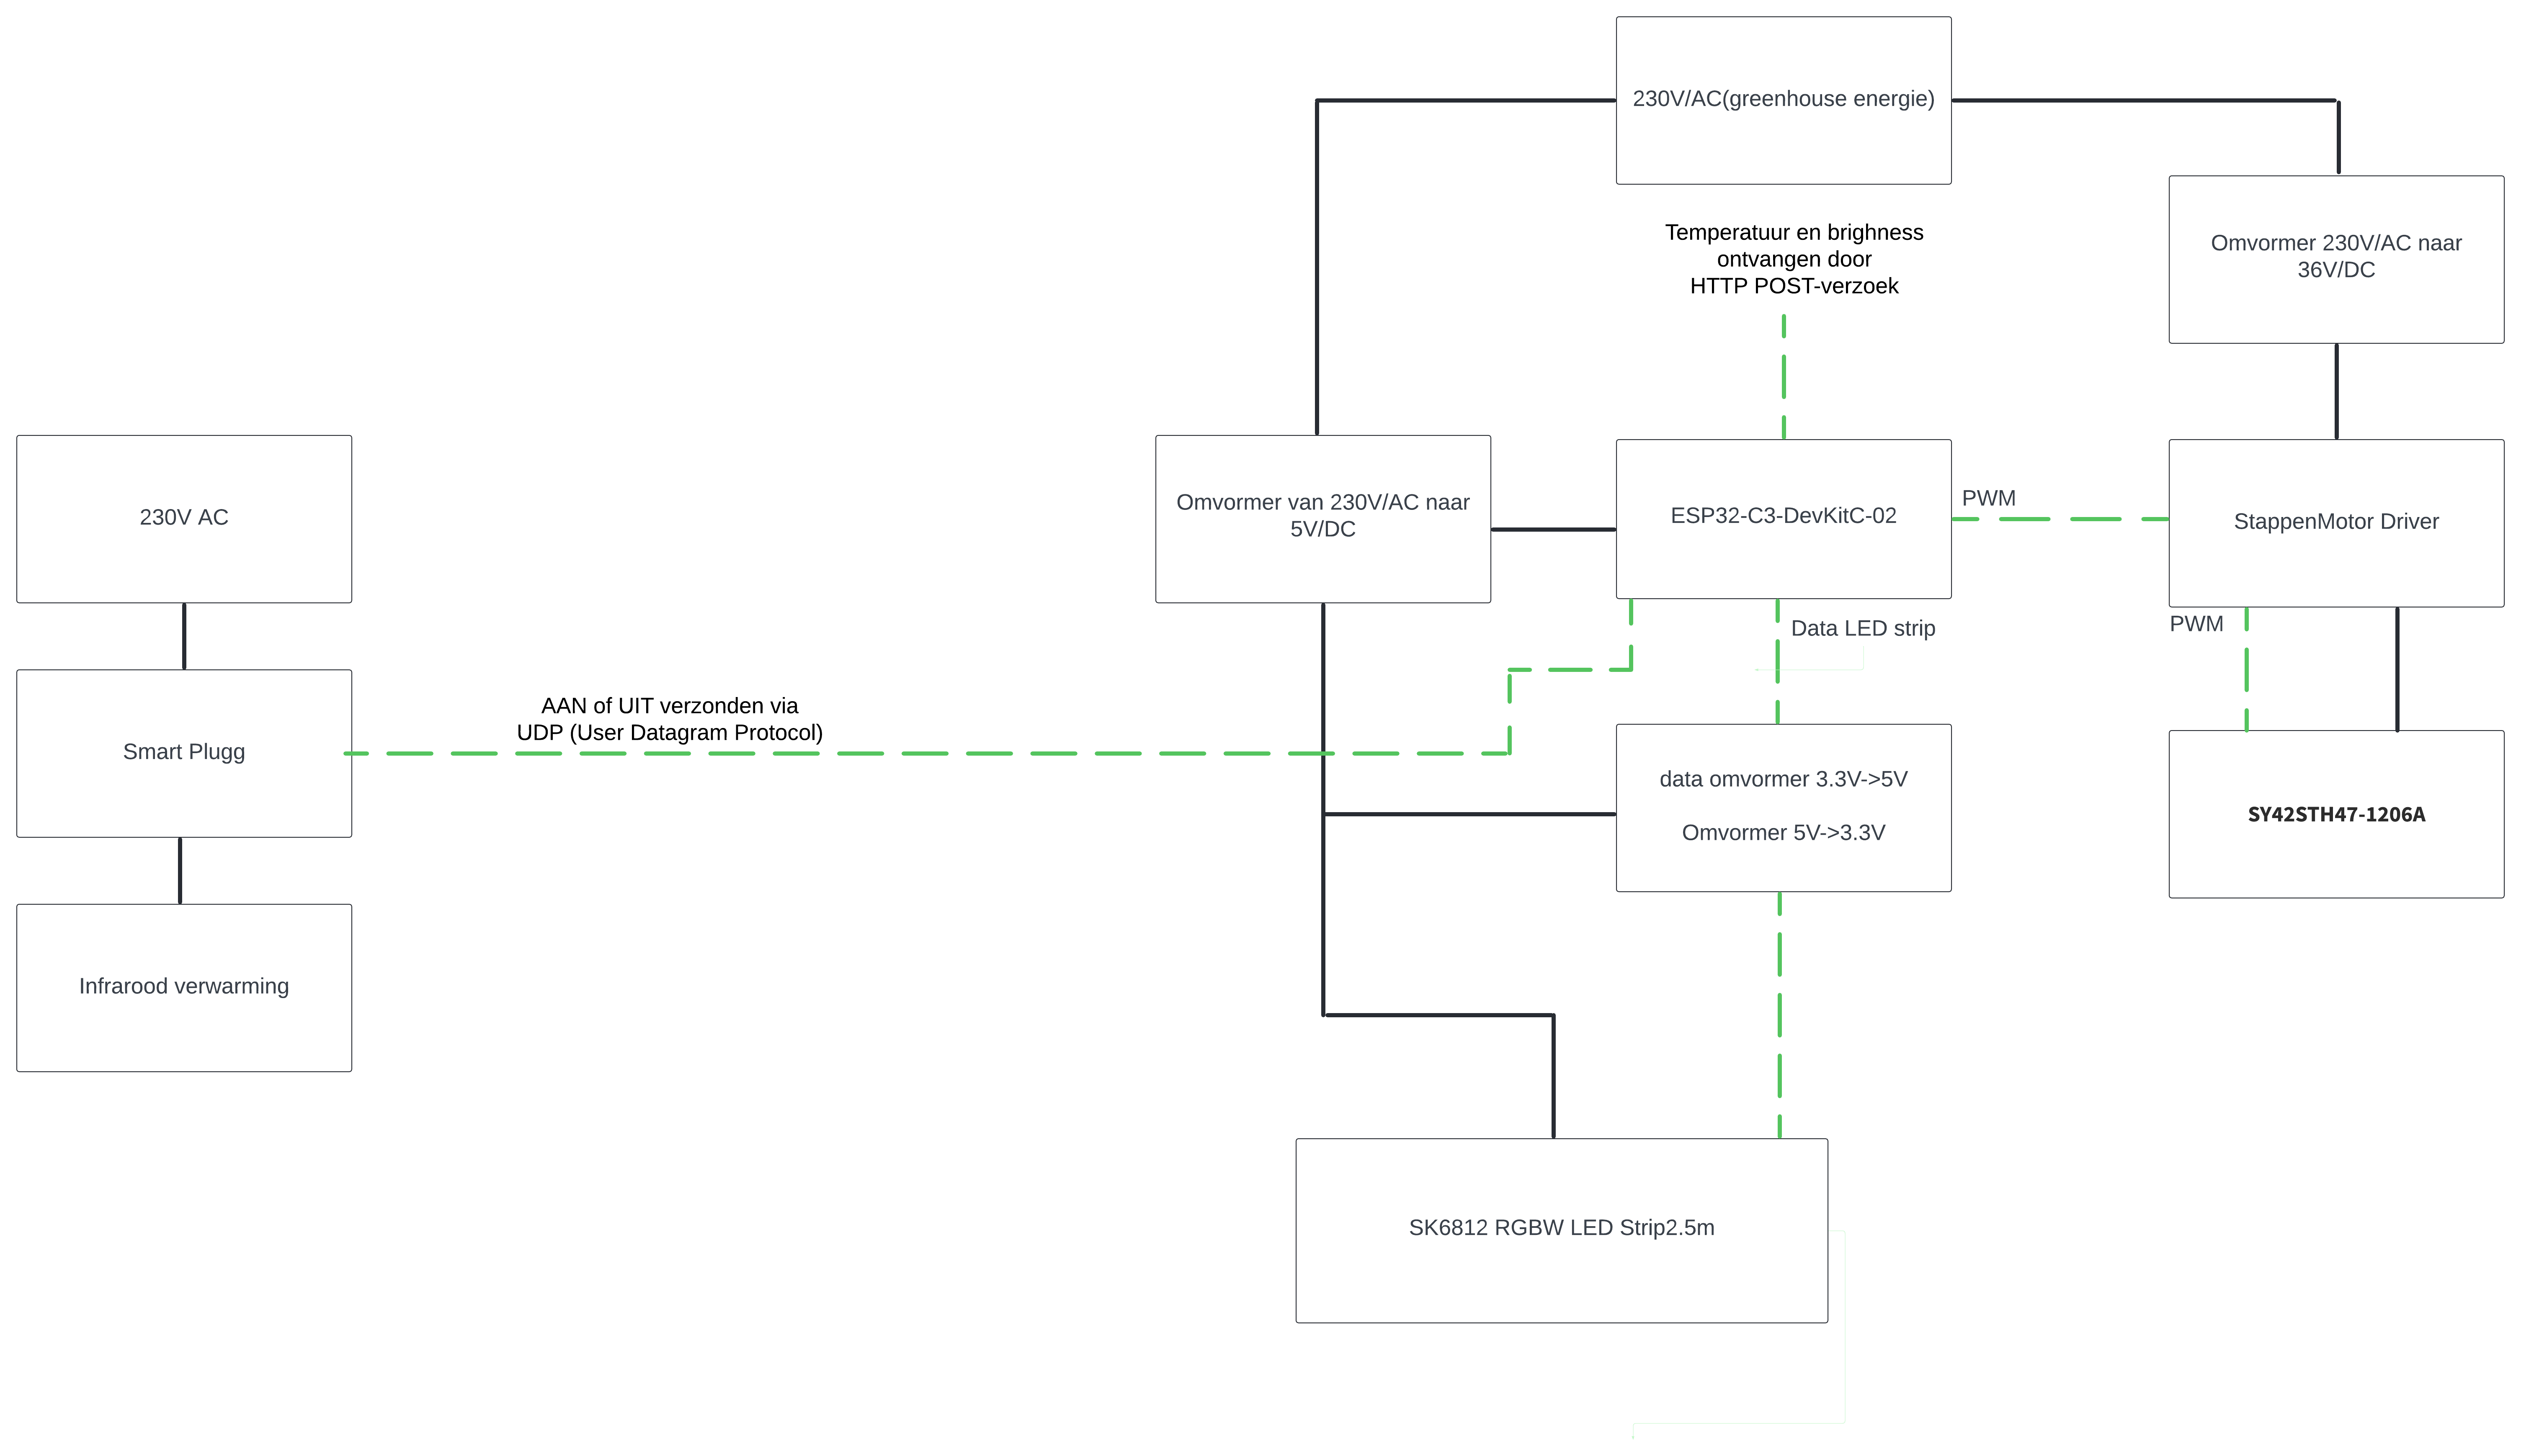 230V/AC(greenhouse energie)
Temperatuur en brighness
ontvangen door
HTTP POST-verzoek
Omvormer 230V/AC naar
36V/DC
230V AC
Omvormer van 230V/AC naar
5V/DC
ESP32-C3-DevKitC-02
PWM
StappenMotor Driver
Data LED strip
PWM
AAN of UIT verzonden via
UDP (User Datagram Protocol)
Smart Plugg
data omvormer 3.3V->5V
Omvormer 5V->3.3V
SY42STH47-1206A
Infrarood verwarming
SK6812 RGBW LED Strip2.5m